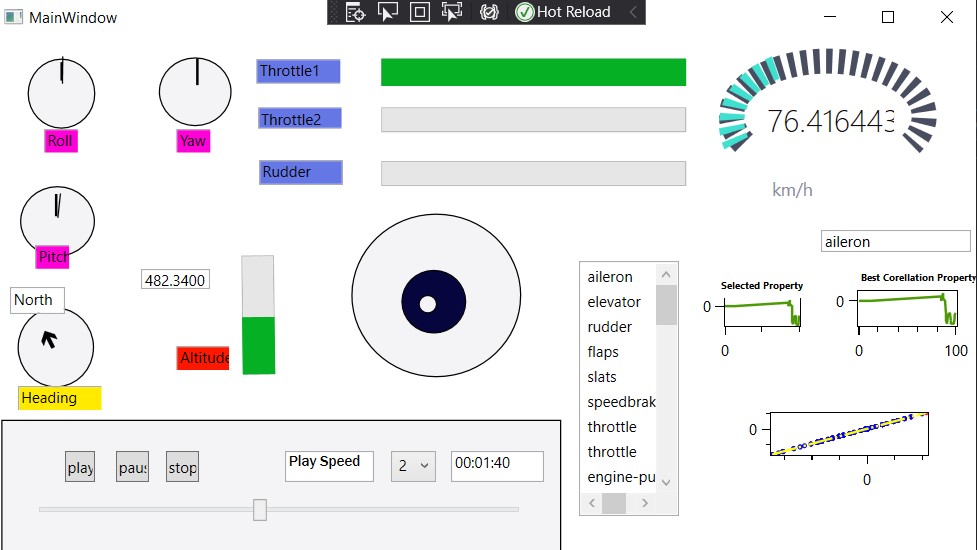 MainWindow
Hot Reload
Roll
Yaw
Throttle1
Throttle2
Rudder
76.416443
km/h
Pitch
North
Heading
482.3400
Altitude
aileron
aileron
elevator
rudder
flaps
slats
speedbrak
throttle
throttle
engine-pu
Selected Property
0
0
Best Corellation Property
0
0
100
0
0
play
paus
stop
Play Speed
2
00:01:40